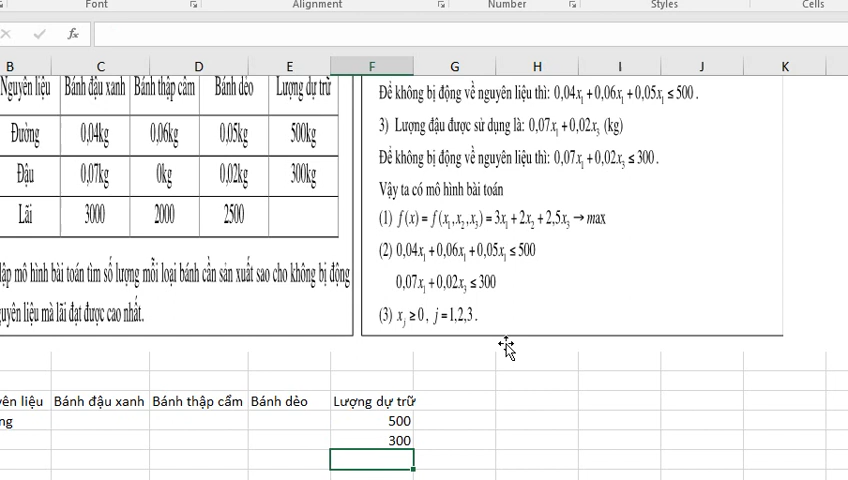 Font Alignment Number Styles Cells
fx
B C D E F G H I J K
Nguyên liệu Bánh đậu xanh Bánh thập cẩm Bánh dẻo Lượng dự trữ
Đường 0,04kg 0,06kg 0,05kg 500kg
Đậu 0,07kg 0kg 0,02kg 300kg
Lãi 3000 2000 2500
lập mô hình bài toán tìm số lượng mỗi loại bánh cần sản xuất sao cho không bị động
nguyên liệu mà lãi đạt được cao nhất.
Để không bị động về nguyên liệu thì: 0,04x₁ + 0,06x₁ + 0,05x₁ ≤ 500 .
3) Lượng đậu được sử dụng là: 0,07x₁ + 0,02x₃ (kg)
Để không bị động về nguyên liệu thì: 0,07x₁ + 0,02x₃ ≤ 300 .
Vậy ta có mô hình bài toán
(1) f(x) = f(x₁,x₂,x₃) = 3x₁ + 2x₂ + 2,5x₃ → max
(2) 0,04x₁ + 0,06x₁ + 0,05x₁ ≤ 500
0,07x₁ + 0,02x₃ ≤ 300
(3) xⱼ ≥ 0 , j = 1,2,3 .
yên liệu Bánh đậu xanh Bánh thập cẩm Bánh dẻo Lượng dự trữ
ng 500
300